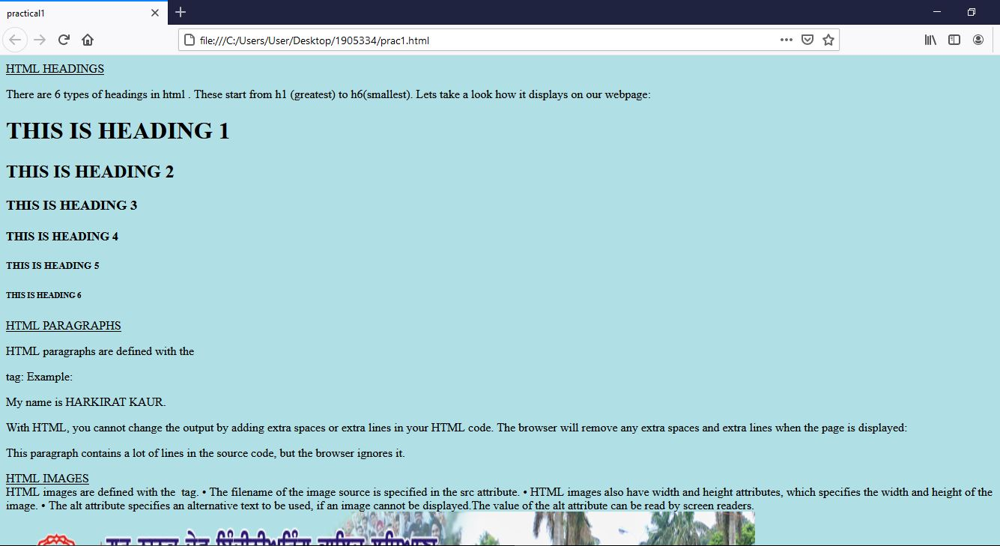 practical1
file:///C:/Users/User/Desktop/1905334/prac1.html
HTML HEADINGS
There are 6 types of headings in html . These start from h1 (greatest) to h6(smallest). Lets take a look how it displays on our webpage:
THIS IS HEADING 1
THIS IS HEADING 2
THIS IS HEADING 3
THIS IS HEADING 4
THIS IS HEADING 5
THIS IS HEADING 6
HTML PARAGRAPHS
HTML paragraphs are defined with the
tag: Example:
My name is HARKIRAT KAUR.
With HTML, you cannot change the output by adding extra spaces or extra lines in your HTML code. The browser will remove any extra spaces and extra lines when the page is displayed:
This paragraph contains a lot of lines in the source code, but the browser ignores it.
HTML IMAGES
HTML images are defined with the  tag. • The filename of the image source is specified in the src attribute. • HTML images also have width and height attributes, which specifies the width and height of the
image. • The alt attribute specifies an alternative text to be used, if an image cannot be displayed.The value of the alt attribute can be read by screen readers.